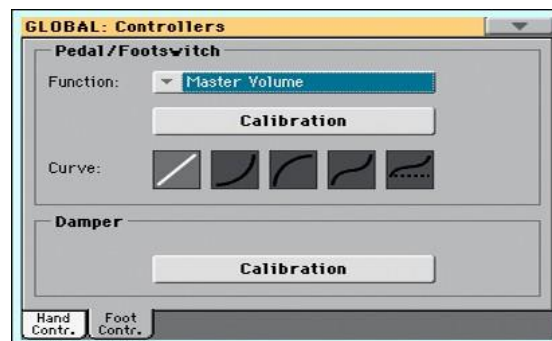 GLOBAL: Controllers
Pedal/Footswitch
Function: Master Volume
Calibration
Curve:
Damper
Calibration
Hand Foot
Contr. Contr.